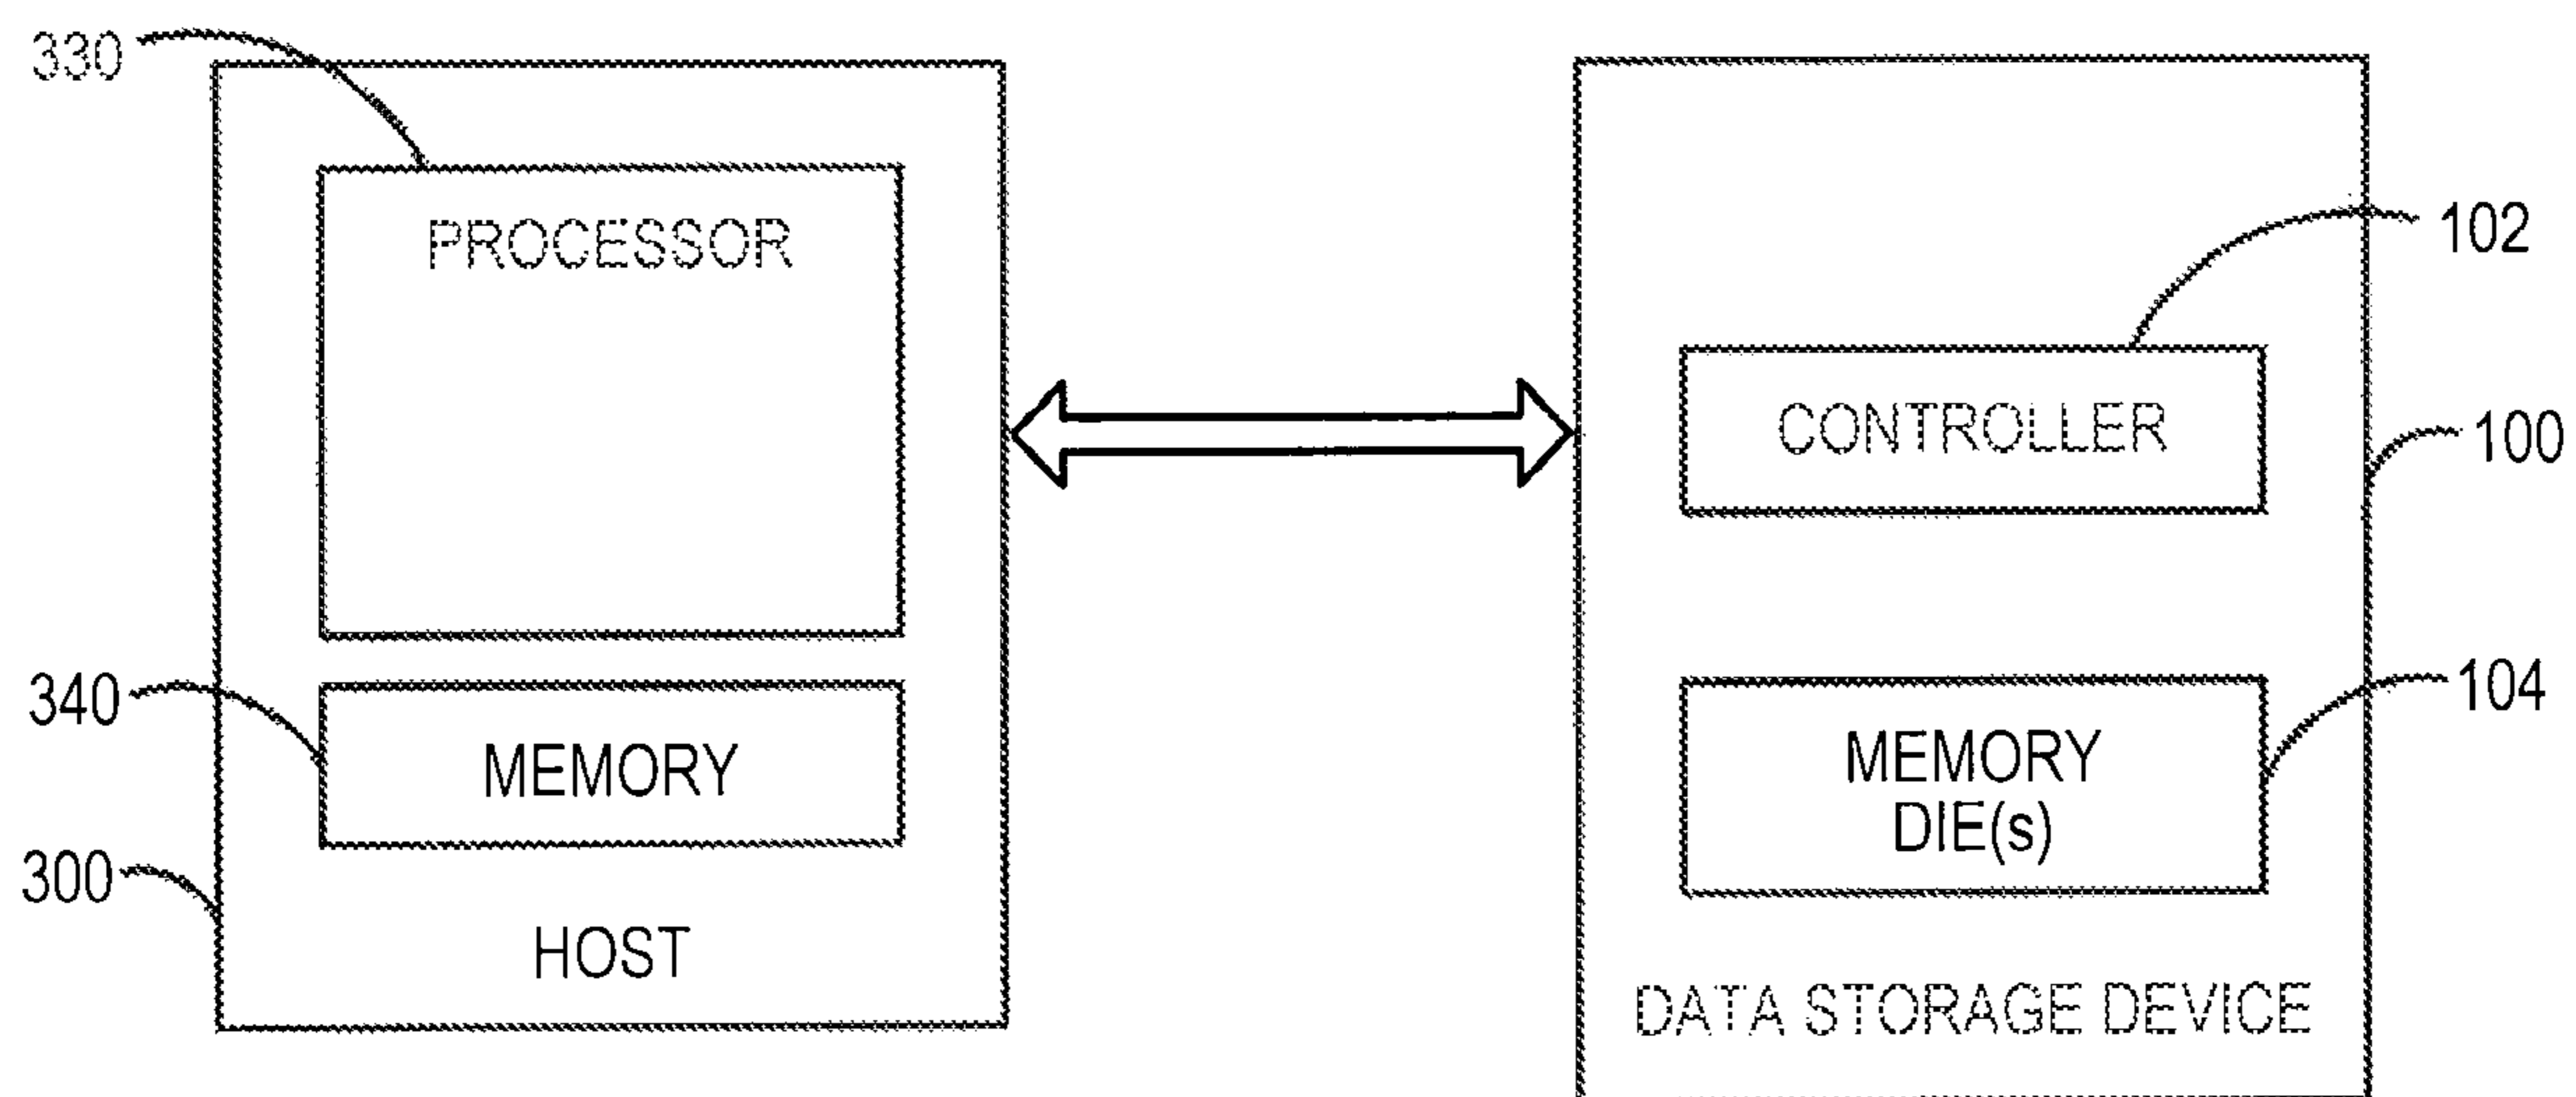 330
PROCESSOR
340
MEMORY
300
HOST
102
CONTROLLER
100
104
MEMORY
DIE(s)
DATA STORAGE DEVICE